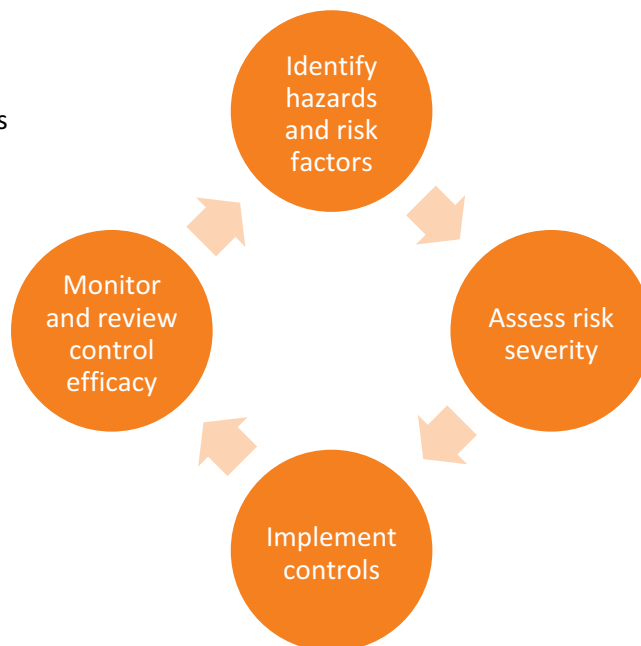 Identify
hazards
and risk
factors
s
Monitor
and review
control
efficacy
Assess risk
severity
Implement
controls